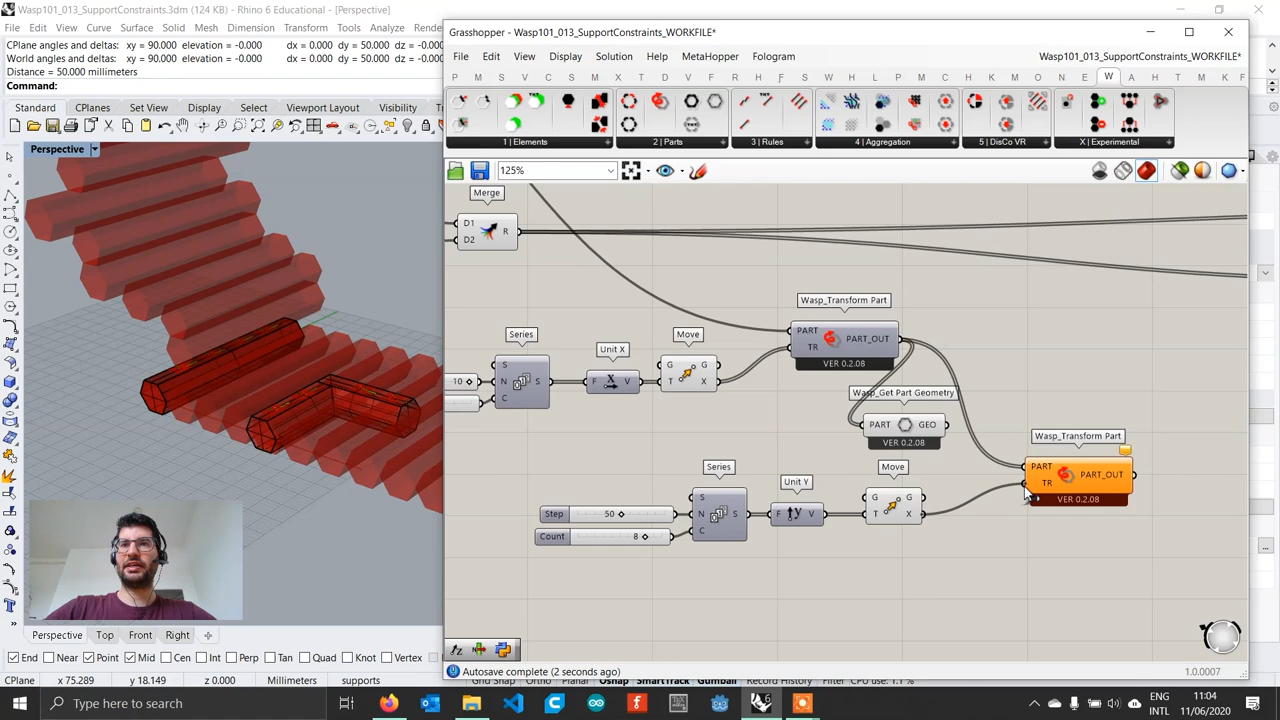 Wasp101_013_SupportConstraints.3dm (124 KB) - Rhino 6 Educational - [Perspective]
File Edit View Curve Surface Solid Mesh Dimension Transform Tools Analyze Ren
CPlane angles and deltas: xy = 90.000 elevation = -0.000 dx = 0.000 dy = 50.000 dz = -0.000
World angles and deltas: xy = 90.000 elevation = -0.000 dx = 0.000 dy = 50.000 dz = -0.000
Distance = 50.000 millimeters
Command:
Standard CPlanes Set View Display Select Viewport Layout Visibility
Perspective
Grasshopper - Wasp101_013_SupportConstraints_WORKFILE*
File Edit View Display Solution Help MetaHopper Fologram
Wasp101_013_SupportConstraints_WORKFILE*
P M S V C S M I T D W L H K M O W A N A M T H C K F
1 | Elements 2 | Parts 3 | Rules 4 | Aggregation 5 | DisCo VR X | Experimental
125%
Merge
D1
R
D2
Wasp_Transform Part
PART
PART_OUT
TR
VER 0.2.08
Series
S
10
N
S
C
Unit X
F
V
Move
G
G
T
X
Wasp_Get Part Geometry
PART
GEO
VER 0.2.08
Wasp_Transform Part
PART
PART_OUT
TR
VER 0.2.08
Series
S
Step
50
N
S
Count
8
C
Unit Y
F
V
Move
G
G
T
X
Autosave complete (2 seconds ago)
1.0.0007
Perspective Top Front Right
End Near Point Mid Cen Int Perp Tan Quad Knot Vertex
CPlane x 75.289 y 18.149 z 0.000 Millimeters supports
Grid Snap Ortho Planar Osnap SmartTrack Gumball Record History Filter CPU use: 1.1 %
Type here to search
ENG
INTL
11:04
11/06/2020